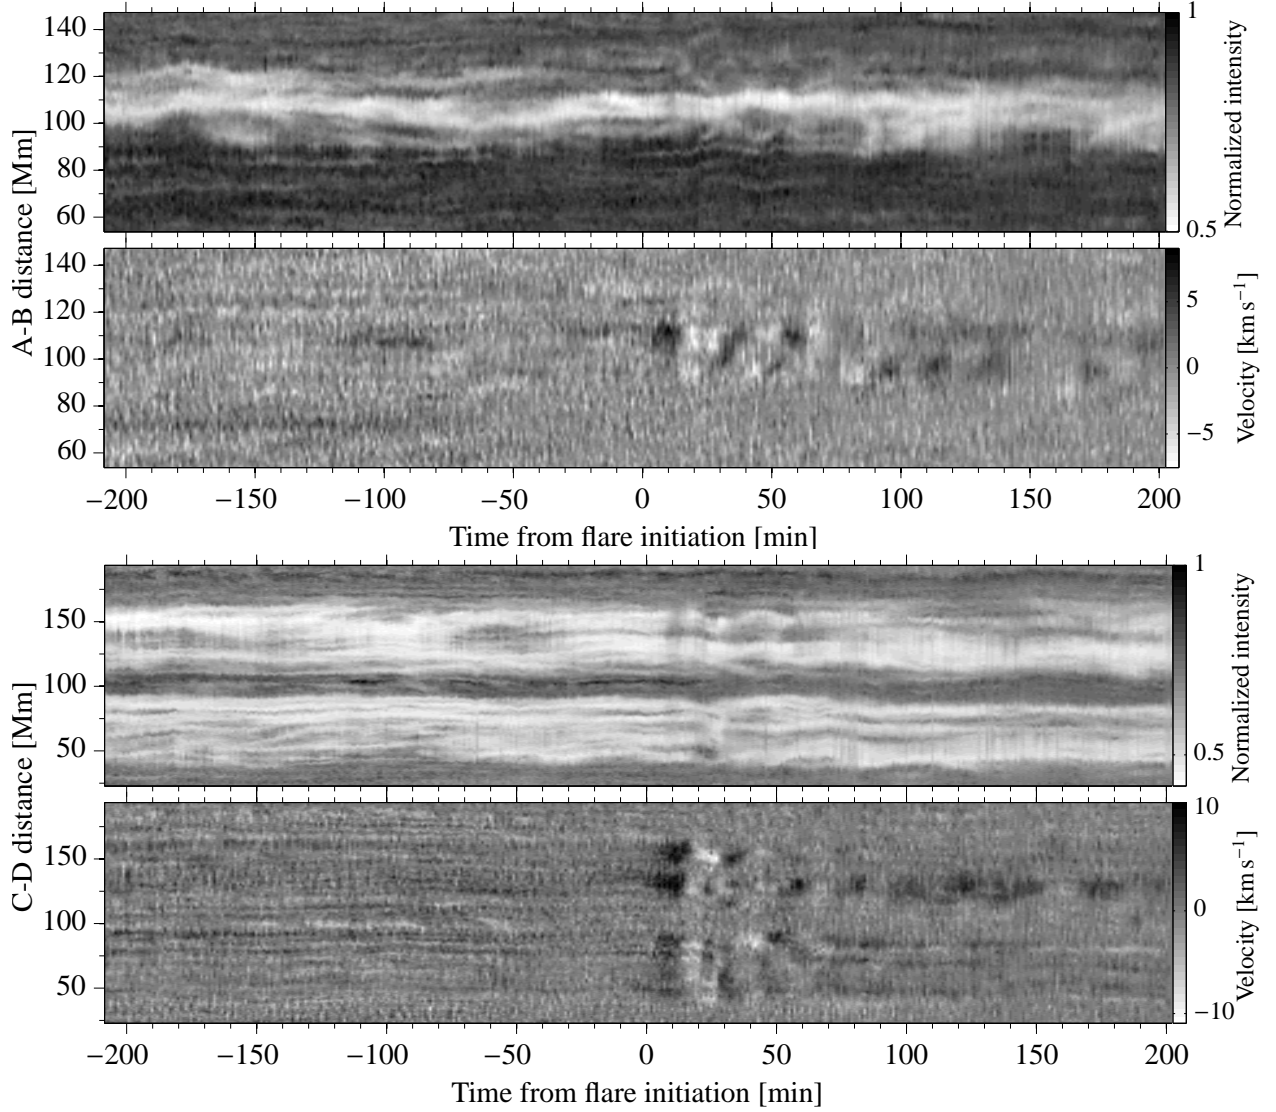 140
120
100
80
60
1
0.5
Normalized intensity
140
120
100
80
60
5
0
−5
Velocity [km s−1]
A-B distance [Mm]
−200 −150 −100 −50 0 50 100 150 200
Time from flare initiation [min]
150
100
50
1
0.5
Normalized intensity
150
100
50
10
0
−10
Velocity [km s−1]
C-D distance [Mm]
−200 −150 −100 −50 0 50 100 150 200
Time from flare initiation [min]